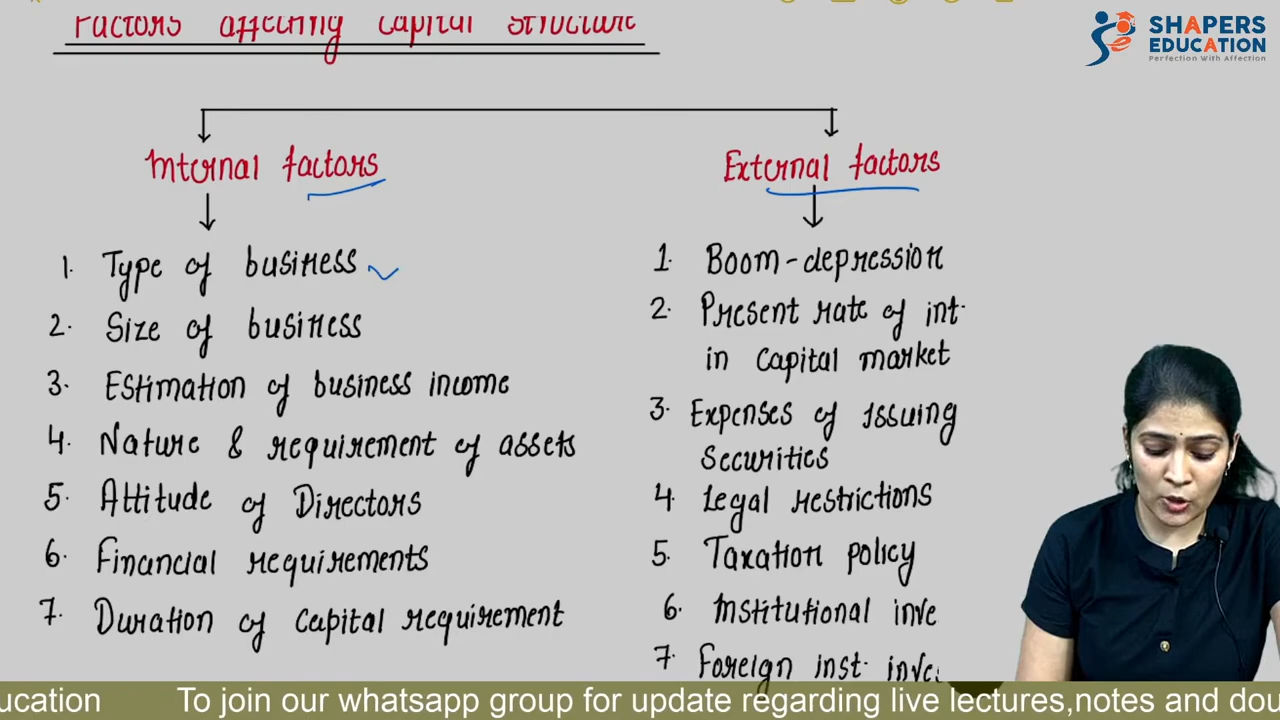 Factors affecting Capital Structure
SHAPERS
EDUCATION
Perfection With Affection
Internal factors
1. Type of business
2. Size of business
3. Estimation of business income
4. Nature & requirement of assets
5. Attitude of Directors
6. Financial requirements
7. Duration of capital requirement
External factors
1. Boom-depression
2. Present rate of int.
in capital market
3. Expenses of Issuing
Securities
4. Legal restrictions
5. Taxation policy
6. Institutional inve
7. Foreign inst. inves
ucation To join our whatsapp group for update regarding live lectures,notes and dou